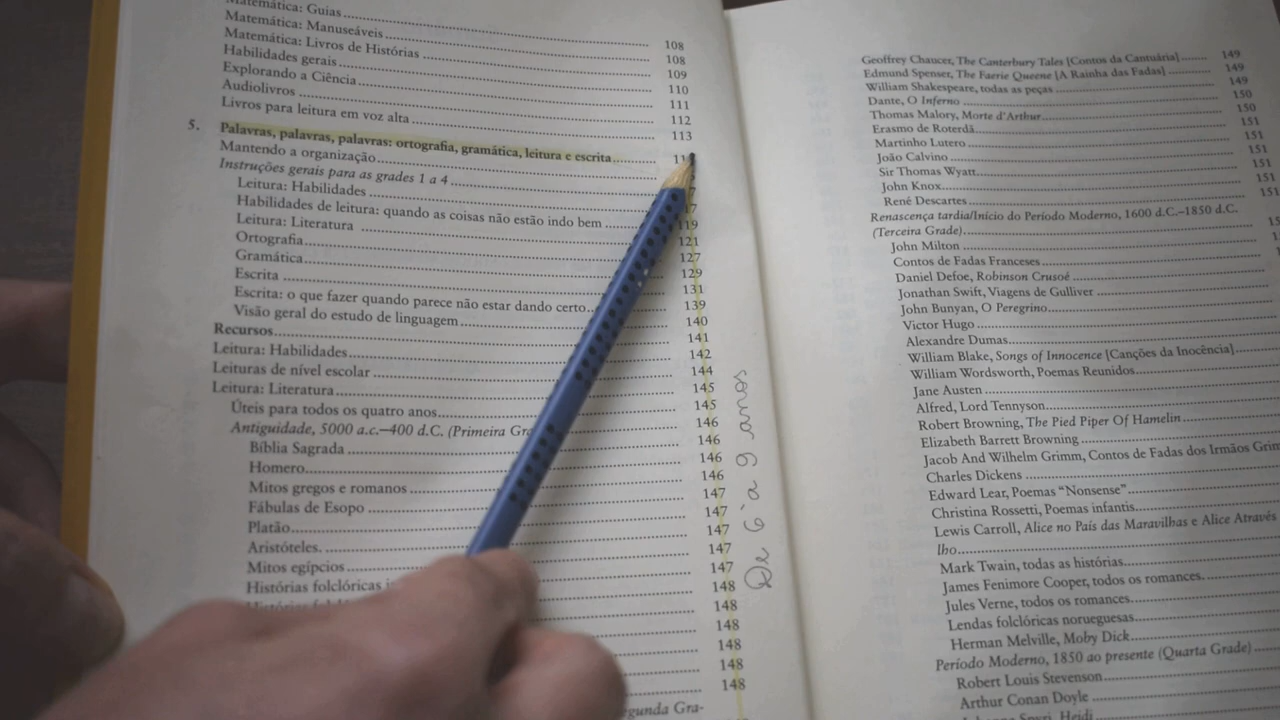 Matemática: Guias 108
Matemática: Manuseáveis 108
Matemática: Livros de Histórias 109
Habilidades gerais 110
Explorando a Ciência 111
Audiolivros 112
Livros para leitura em voz alta 113
5. Palavras, palavras, palavras: ortografia, gramática, leitura e escrita
Mantendo a organização
Instruções gerais para as grades 1 a 4
Leitura: Habilidades
Habilidades de leitura: quando as coisas não estão indo bem 119
Leitura: Literatura 121
Ortografia 127
Gramática 129
Escrita 131
Escrita: o que fazer quando parece não estar dando certo 139
Visão geral do estudo de linguagem 140
Recursos 141
Leitura: Habilidades 142
Leituras de nível escolar 144
Leitura: Literatura 145
Úteis para todos os quatro anos 145
Antiguidade, 5000 a.c.–400 d.C. (Primeira 146
Bíblia Sagrada 146
Homero 146
Mitos gregos e romanos 146
Fábulas de Esopo 147
Platão 147
Aristóteles. 147
Mitos egípcios 147
Histórias folclóricas 147
148
148
148
148
148
148
De 6 a 9 anos
Geoffrey Chaucer, The Canterbury Tales [Contos da Cantuária] 149
Edmund Spenser, The Faerie Queene [A Rainha das Fadas] 149
William Shakespeare, todas as peças 149
Dante, O Inferno 150
Thomas Malory, Morte d'Arthur 150
Erasmo de Roterdã 151
Martinho Lutero 151
João Calvino 151
Sir Thomas Wyatt 151
John Knox 151
René Descartes 151
Renascença tardia/Início do Período Moderno, 1600 d.C.–1850 d.C.
(Terceira Grade)
John Milton
Contos de Fadas Franceses
Daniel Defoe, Robinson Crusoé
Jonathan Swift, Viagens de Gulliver
John Bunyan, O Peregrino
Victor Hugo
Alexandre Dumas
William Blake, Songs of Innocence [Canções da Inocência]
William Wordsworth, Poemas Reunidos
Jane Austen
Alfred, Lord Tennyson
Robert Browning, The Pied Piper Of Hamelin
Elizabeth Barrett Browning
Jacob And Wilhelm Grimm, Contos de Fadas dos Irmãos
Charles Dickens
Edward Lear, Poemas “Nonsense”
Christina Rossetti, Poemas infantis
Lewis Carroll, Alice no País das Maravilhas e Alice Através
lho
Mark Twain, todas as histórias
James Fenimore Cooper, todos os romances
Jules Verne, todos os romances
Lendas folclóricas norueguesas
Herman Melville, Moby Dick
Período Moderno, 1850 ao presente (Quarta Grade)
Robert Louis Stevenson
Arthur Conan Doyle